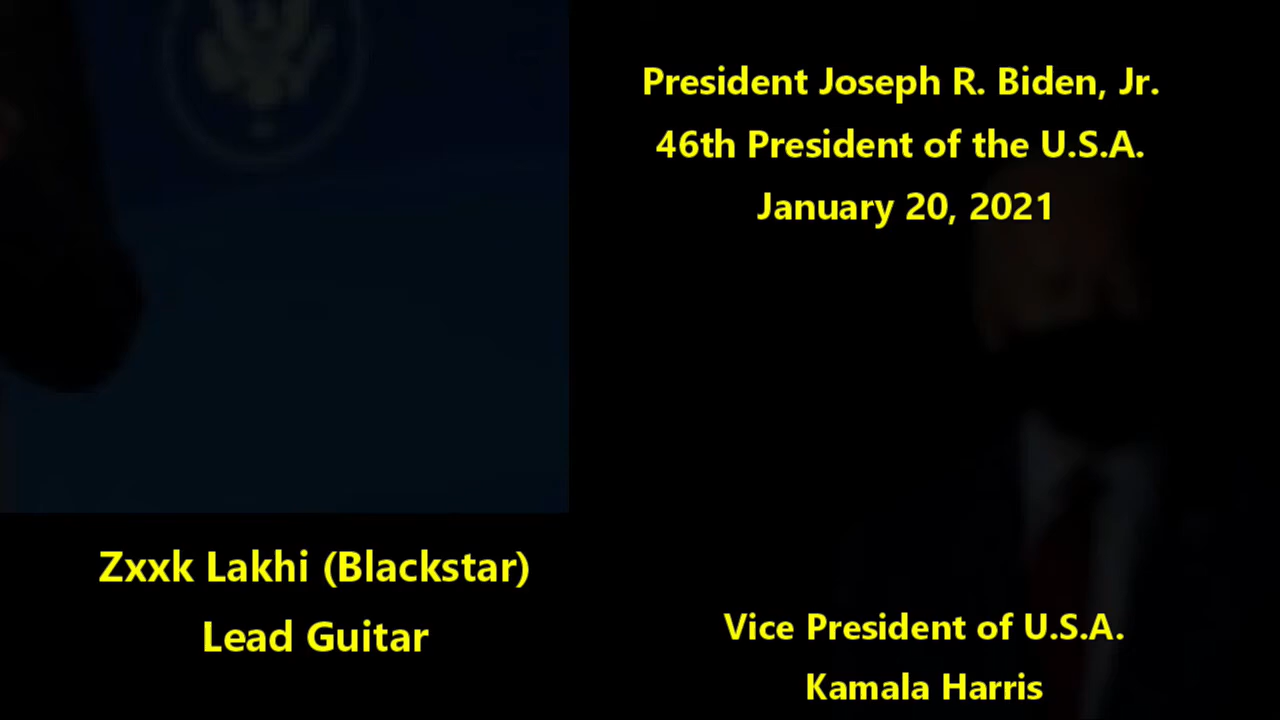 President Joseph R. Biden, Jr.
46th President of the U.S.A.
January 20, 2021
Zxxk Lakhi (Blackstar)
Lead Guitar
Vice President of U.S.A.
Kamala Harris